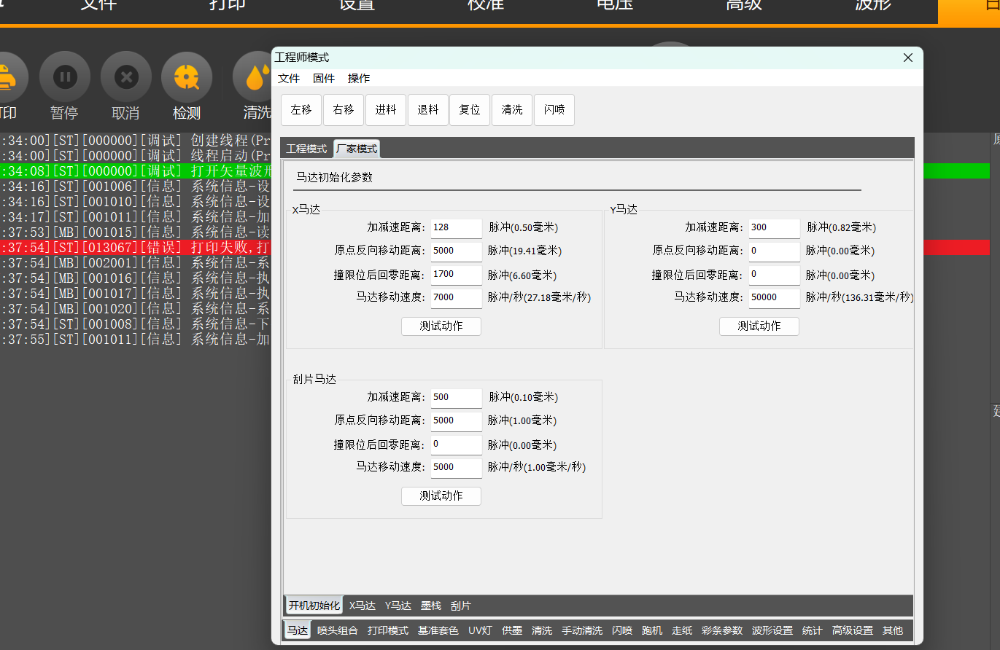 文件 打印 设置 校准 电压 高级 波形
暂停 取消 检测 清洗
:34:00][ST][000000][调试] 创建线程(Pr
:34:00][ST][000000][调试] 线程启动(Pr
:34:08][ST][000000][调试] 打开矢量波形
:34:16][ST][001006][信息] 系统信息-设
:34:16][ST][001010][信息] 系统信息-设
:34:17][ST][001011][信息] 系统信息-加
:37:53][MB][001015][信息] 系统信息-读
:37:54][ST][013067][错误] 打印失败,打
:37:54][MB][002001][信息] 系统信息-系
:37:54][MB][001016][信息] 系统信息-执
:37:54][MB][001017][信息] 系统信息-执
:37:54][MB][001020][信息] 系统信息-系
:37:54][ST][001008][信息] 系统信息-下
:37:55][ST][001011][信息] 系统信息-加
工程师模式
文件 固件 操作
左移 右移 进料 退料 复位 清洗 闪喷
工程模式 厂家模式
马达初始化参数
X马达
加减速距离: 128 脉冲(0.50毫米)
原点反向移动距离: 5000 脉冲(19.41毫米)
撞限位后回零距离: 1700 脉冲(6.60毫米)
马达移动速度: 7000 脉冲/秒(27.18毫米/秒)
测试动作
Y马达
加减速距离: 300 脉冲(0.82毫米)
原点反向移动距离: 0 脉冲(0.00毫米)
撞限位后回零距离: 0 脉冲(0.00毫米)
马达移动速度: 50000 脉冲/秒(136.31毫米/秒)
测试动作
刮片马达
加减速距离: 500 脉冲(0.10毫米)
原点反向移动距离: 5000 脉冲(1.00毫米)
撞限位后回零距离: 0 脉冲(0.00毫米)
马达移动速度: 5000 脉冲/秒(1.00毫米/秒)
测试动作
开机初始化 X马达 Y马达 墨栈 刮片
马达 喷头组合 打印模式 基准套色 UV灯 供墨 清洗 手动清洗 闪喷 跑机 走纸 彩条参数 波形设置 统计 高级设置 其他